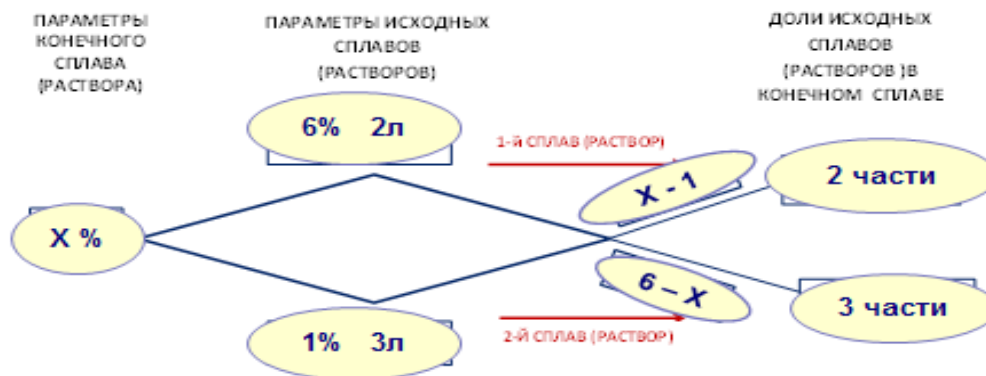 ПАРАМЕТРЫ
КОНЕЧНОГО
СПЛАВА
(РАСТВОРА)
ПАРАМЕТРЫ ИСХОДНЫХ
СПЛАВОВ
(РАСТВОРОВ)
ДОЛИ ИСХОДНЫХ
СПЛАВОВ
(РАСТВОРОВ )В
КОНЕЧНОМ СПЛАВЕ
6% 2л
1-й СПЛАВ (РАСТВОР)
X - 1
2 части
X %
6 – X
3 части
1% 3л
2-Й СПЛАВ (РАСТВОР)